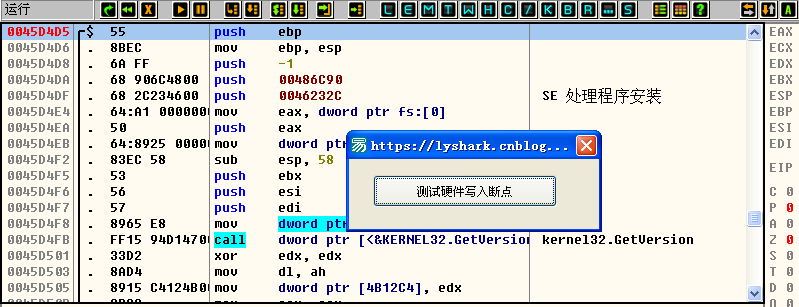 运行 L E M T W H C / K B R ... S ? A
0045D4D5 $ 55 push ebp EAX
0045D4D6 . 8BEC mov ebp, esp ECX
0045D4D8 . 6A FF push -1 EDX
0045D4DA . 68 906C4800 push 00486C90 EBX
0045D4DF . 68 2C234600 push 0046232C SE 处理程序安装 ESP
0045D4E4 . 64:A1 0000000 mov eax, dword ptr fs:[0] EBP
0045D4EA . 50 push eax ESI
0045D4EB . 64:8925 00000 mov dword ptr EDI
0045D4F2 . 83EC 58 sub esp, 58
0045D4F5 . 53 push ebx EIP
0045D4F6 . 56 push esi C 0
0045D4F7 . 57 push edi P 0
0045D4F8 . 8965 E8 mov dword ptr A 0
0045D4FB . FF15 94D14700 call dword ptr [<&KERNEL32.GetVersion kernel32.GetVersion Z 0
0045D501 . 33D2 xor edx, edx S 0
0045D503 . 8AD4 mov dl, ah T 0
0045D505 . 8915 C4124B00 mov dword ptr [4B12C4], edx D 0
https://lyshark.cnblog...
测试硬件写入断点